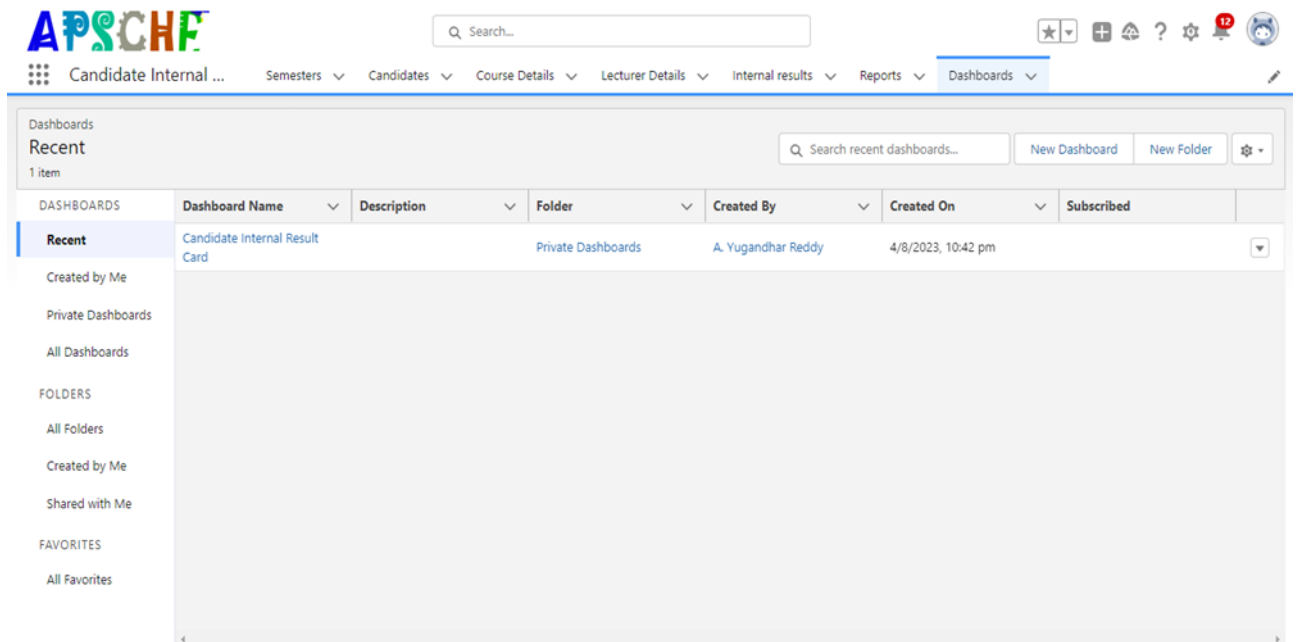 APSCHE
Search...
12
Candidate Internal ... Semesters Candidates Course Details Lecturer Details Internal results Reports Dashboards
Dashboards
Recent
1 item
Search recent dashboards... New Dashboard New Folder
DASHBOARDS Dashboard Name Description Folder Created By Created On Subscribed
Recent Candidate Internal Result
Card Private Dashboards A. Yugandhar Reddy 4/8/2023, 10:42 pm
Created by Me
Private Dashboards
All Dashboards
FOLDERS
All Folders
Created by Me
Shared with Me
FAVORITES
All Favorites